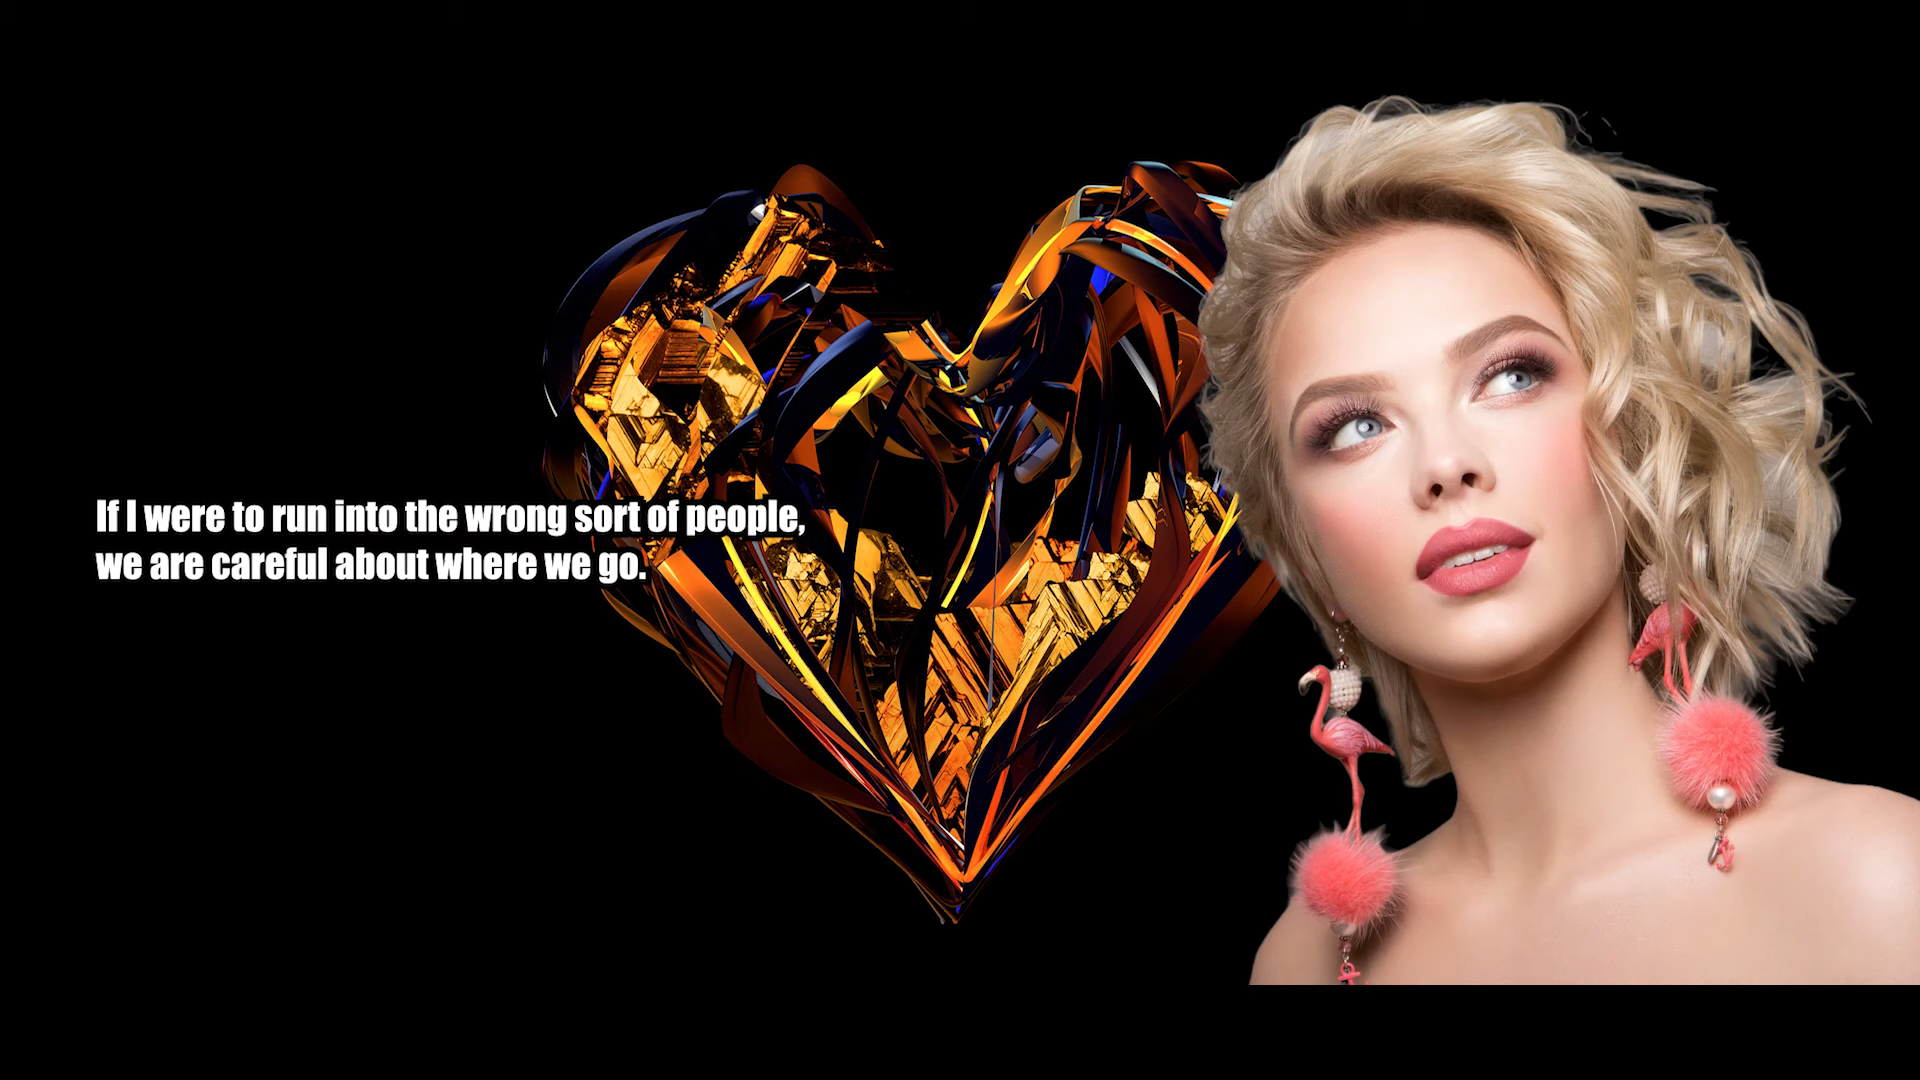 If I were to run into the wrong sort of people,
we are careful about where we go.